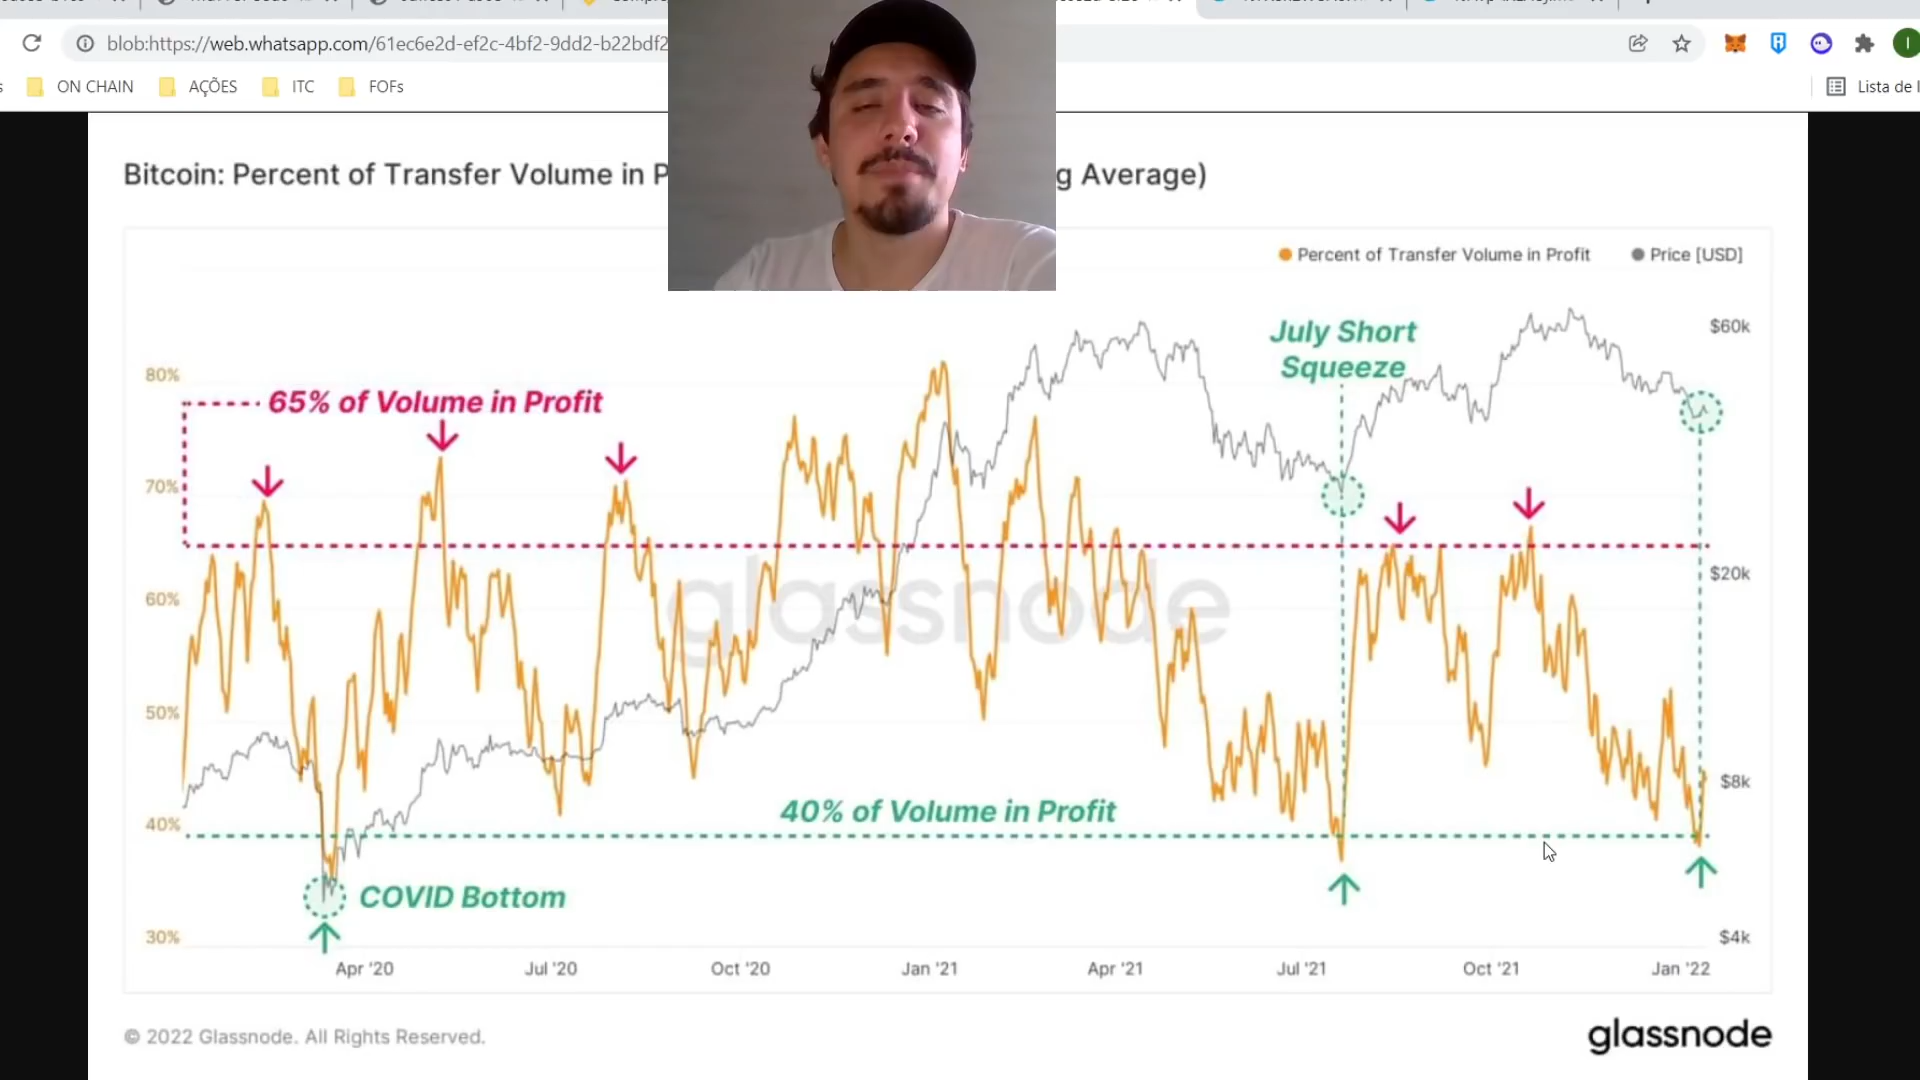 blob:https://web.whatsapp.com/61ec6e2d-ef2c-4bf2-9dd2-b22bdf2
ON CHAIN
AÇÕES
ITC
FOFs
Lista de l
Bitcoin: Percent of Transfer Volume in P
g Average)
Percent of Transfer Volume in Profit
Price [USD]
July Short
Squeeze
$60k
80%
65% of Volume in Profit
70%
$20k
60%
glassnode
50%
$8k
40% of Volume in Profit
40%
COVID Bottom
30%
$4k
Apr '20
Jul '20
Oct '20
Jan '21
Apr '21
Jul '21
Oct '21
Jan '22
© 2022 Glassnode. All Rights Reserved.
glassnode